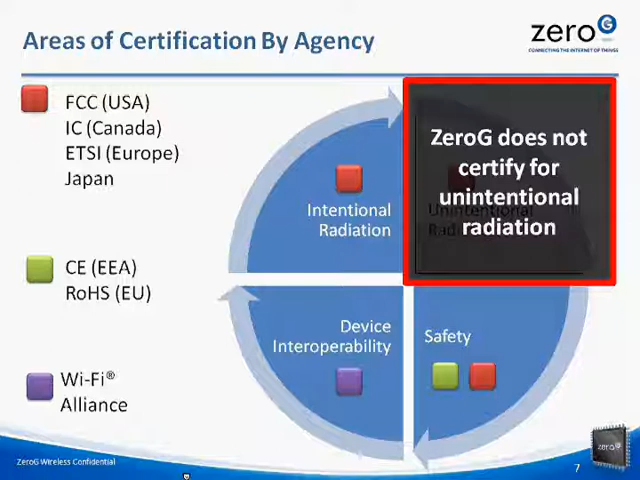 Areas of Certification By Agency
zeroG
CONNECTING THE INTERNET OF THINGS
FCC (USA)
IC (Canada)
ETSI (Europe)
Japan
CE (EEA)
RoHS (EU)
Wi-Fi®
Alliance
Intentional
Radiation
ZeroG does not
certify for
unintentional
radiation
Unintentional
Device
Interoperability
Safety
ZeroG Wireless Confidential
7
zeroG